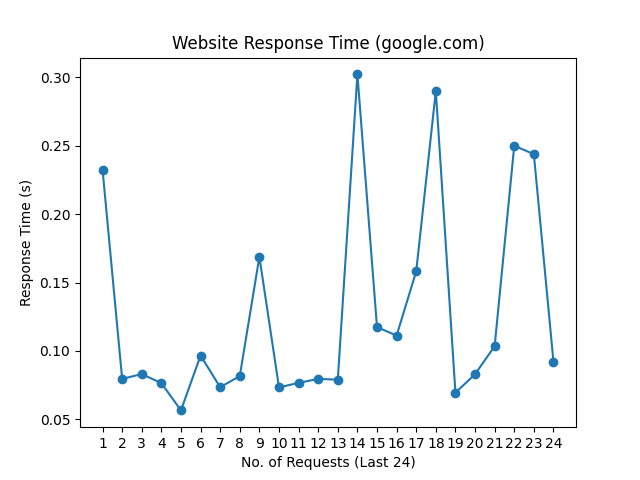 Website Response Time (google.com)
0.30
0.25
0.20
0.15
0.10
0.05
Response Time (s)
1 2 3 4 5 6 7 8 9 10 11 12 13 14 15 16 17 18 19 20 21 22 23 24
No. of Requests (Last 24)